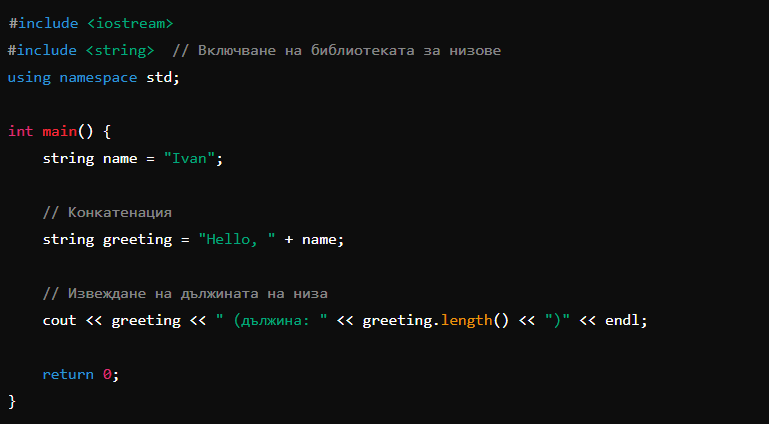 #include <iostream>
#include <string>  // Включване на библиотеката за низове
using namespace std;
int main() {
    string name = "Ivan";
    // Конкатенация
    string greeting = "Hello, " + name;
    // Извеждане на дължината на низа
    cout << greeting << " (дължина: " << greeting.length() << ")" << endl;
    return 0;
}